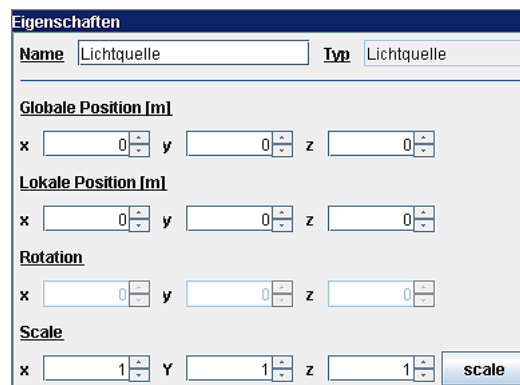 Eigenschaften
Name Lichtquelle Typ Lichtquelle
Globale Position [m]
x 0 y 0 z 0
Lokale Position [m]
x 0 y 0 z 0
Rotation
x 0 y 0 z 0
Scale
x 1 Y 1 z 1 scale